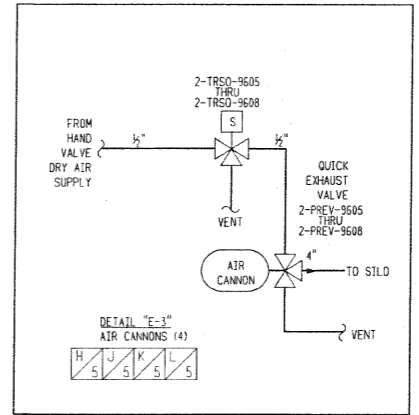 2-TRSO-9605
THRU
2-TRSO-9608
S
FROM
HAND
VALVE
DRY AIR
SUPPLY
½"
½"
VENT
QUICK
EXHAUST
VALVE
2-PREV-9605
THRU
2-PREV-9608
4"
AIR
CANNON
TO SILO
VENT
DETAIL "E-3"
AIR CANNONS (4)
H 5 J 5 K 5 L 5